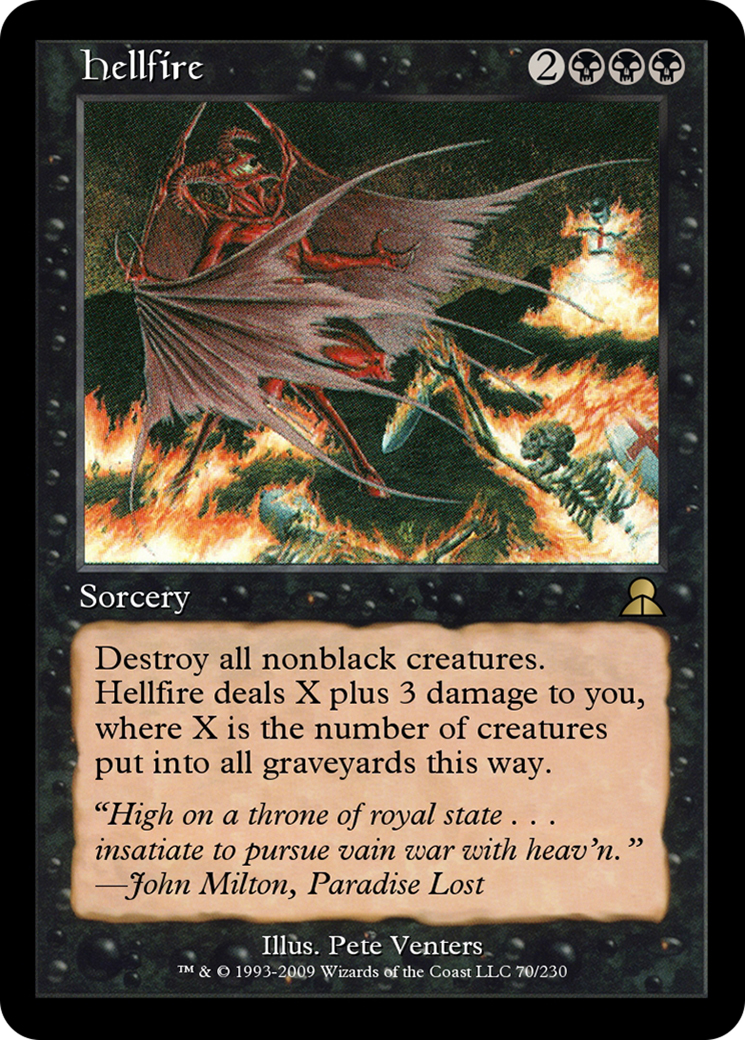 Hellfire
2
Sorcery
Destroy all nonblack creatures.
Hellfire deals X plus 3 damage to you,
where X is the number of creatures
put into all graveyards this way.
“High on a throne of royal state . . .
insatiate to pursue vain war with heav’n.”
—John Milton, Paradise Lost
Illus. Pete Venters
™ & © 1993-2009 Wizards of the Coast LLC 70/230